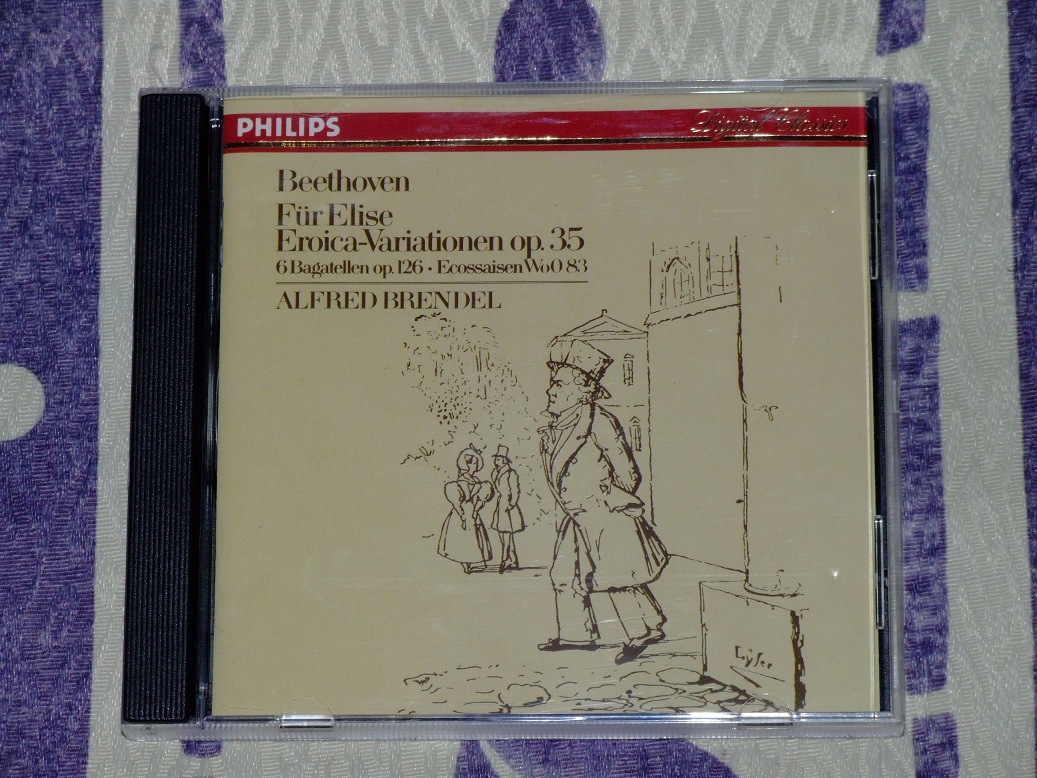 PHILIPS
Digital Classics
Beethoven
Für Elise
Eroica-Variationen op. 35
6 Bagatellen op. 126 • Ecossaisen WoO 83
ALFRED BRENDEL
Lyser